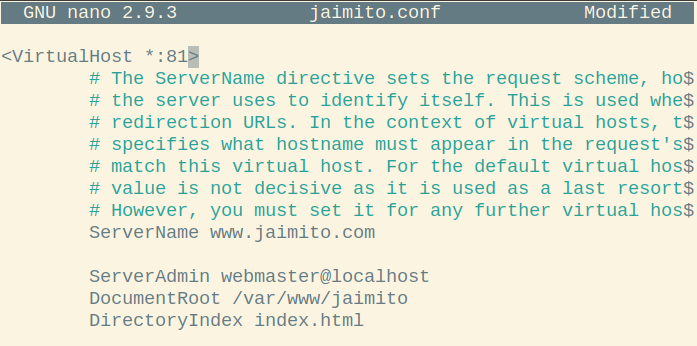 GNU nano 2.9.3 jaimito.conf Modified
<VirtualHost *:81>
# The ServerName directive sets the request scheme, ho$
# the server uses to identify itself. This is used whe$
# redirection URLs. In the context of virtual hosts, t$
# specifies what hostname must appear in the request's$
# match this virtual host. For the default virtual hos$
# value is not decisive as it is used as a last resort$
# However, you must set it for any further virtual hos$
ServerName www.jaimito.com
ServerAdmin webmaster@localhost
DocumentRoot /var/www/jaimito
DirectoryIndex index.html